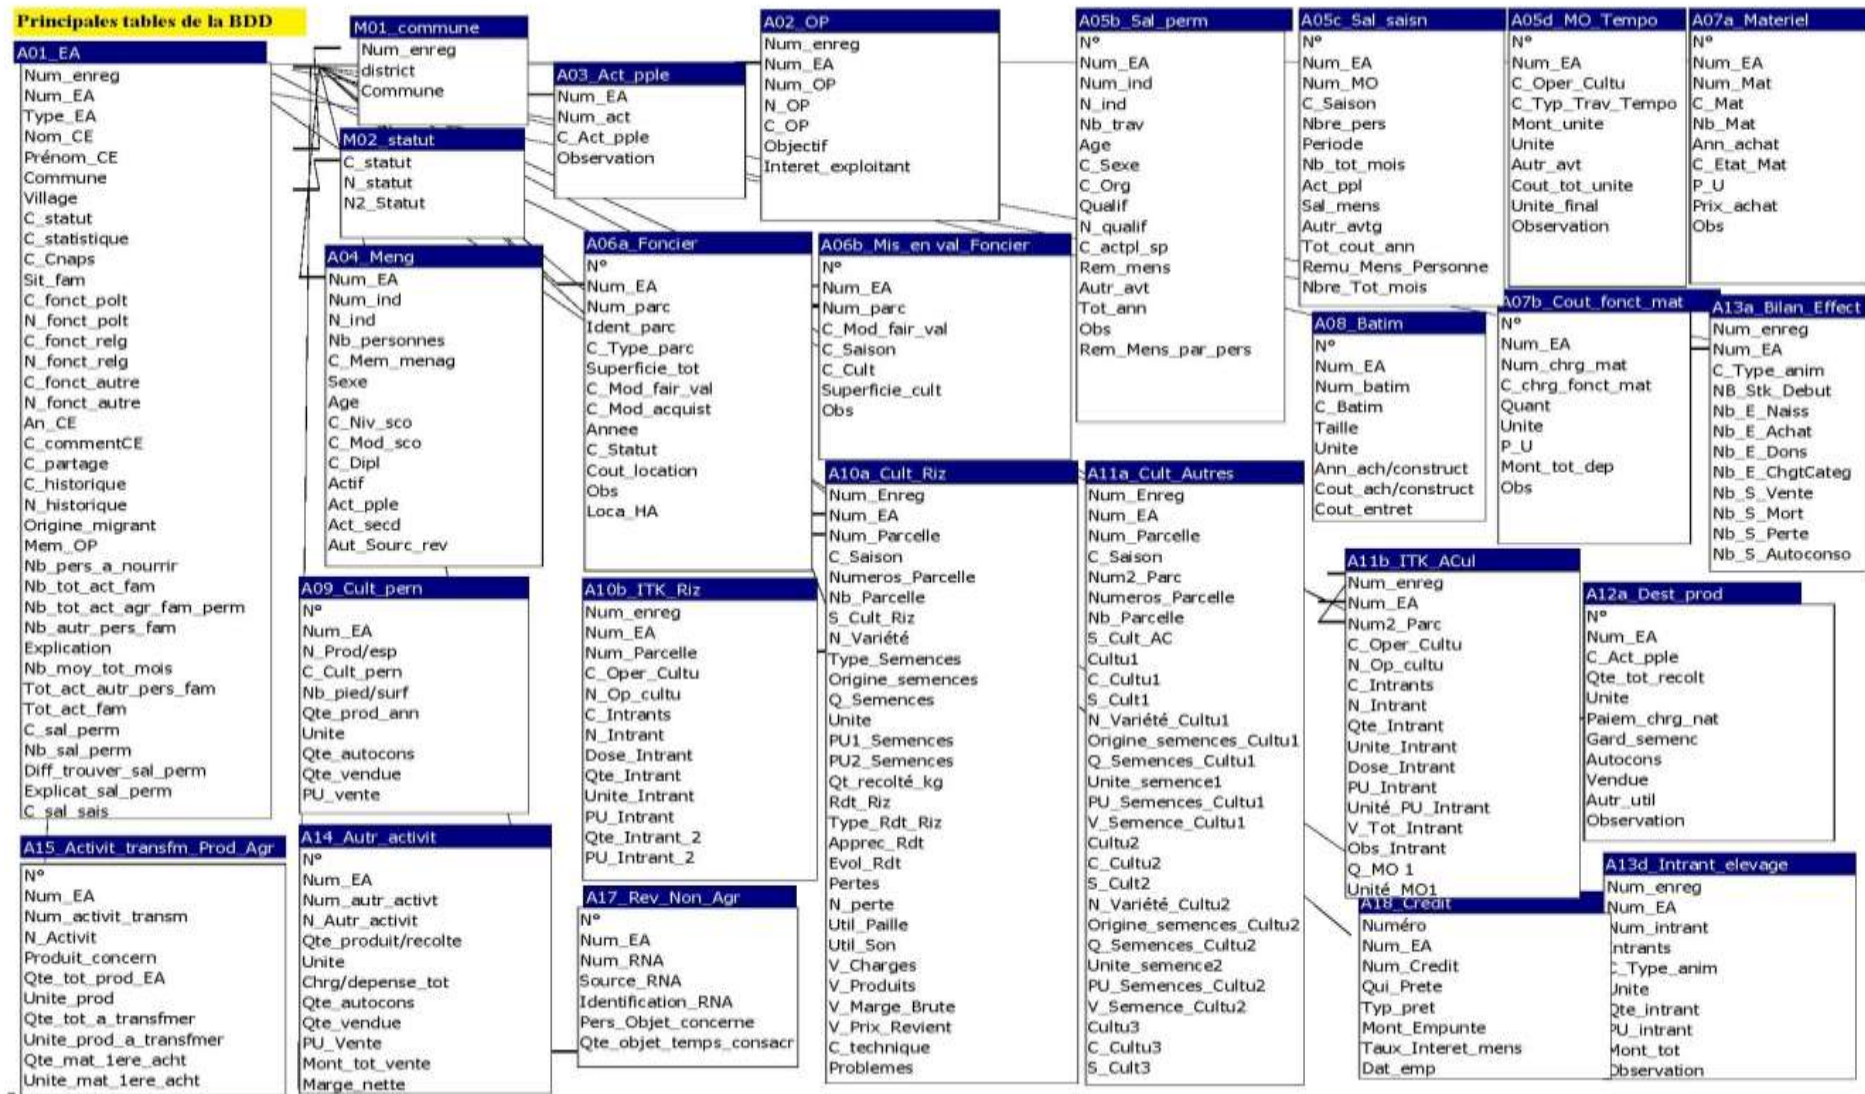 Principales tables de la BDD
A01_EA
Num_enreg
Num_EA
Type_EA
Nom_CE
Prénom_CE
Commune
Village
C_statut
C_statistique
C_Cnaps
Sit_fam
C_fonct_polt
N_fonct_polt
C_fonct_relg
N_fonct_relg
C_fonct_autre
N_fonct_autre
An_CE
C_commentCE
C_partage
C_historique
N_historique
Origine_migrant
Mem_OP
Nb_pers_a_nourrir
Nb_tot_act_fam
Nb_tot_act_agr_fam_perm
Nb_autr_pers_fam
Explication
Nb_moy_tot_mois
Tot_act_autr_pers_fam
Tot_act_fam
C_sal_perm
Nb_sal_perm
Diff_trouver_sal_perm
Explicat_sal_perm
C_sal_sais
A15_Activit_transfm_Prod_Agr
N°
Num_EA
Num_activit_transm
N_Activit
Produit_concern
Qte_tot_prod_EA
Unite_prod
Qte_tot_a_transfmer
Unite_prod_a_transfmer
Qte_mat_1ere_acht
Unite_mat_1ere_acht
M01_commune
Num_enreg
district
Commune
M02_statut
C_statut
N_statut
N2_Statut
A04_Meng
Num_EA
Num_ind
N_ind
Nb_personnes
C_Mem_menag
Sexe
Age
C_Niv_sco
C_Mod_sco
C_Dipl
Actif
Act_pple
Act_secd
Aut_Sourc_rev
A09_Cult_pern
N°
Num_EA
N_Prod/esp
C_Cult_pern
Nb_pied/surf
Qte_prod_ann
Unite
Qte_autocons
Qte_vendue
PU_vente
A14_Autr_activit
N°
Num_EA
Num_autr_activt
N_Autr_activit
Qte_produit/recolte
Unite
Chrg/depense_tot
Qte_autocons
Qte_vendue
PU_Vente
Mont_tot_vente
Marge_nette
A03_Act_pple
Num_EA
Num_act
C_Act_pple
Observation
A06a_Foncier
N°
Num_EA
Num_parc
Ident_parc
C_Type_parc
Superficie_tot
C_Mod_fair_val
C_Mod_acquist
Annee
C_Statut
Cout_location
Obs
Loca_HA
A10b_ITK_Riz
Num_enreg
Num_EA
Num_Parcelle
C_Oper_Cultu
N_Op_cultu
C_Intrants
N_Intrant
Dose_Intrant
Qte_Intrant
Unite_Intrant
PU_Intrant
Qte_Intrant_2
PU_Intrant_2
A17_Rev_Non_Agr
N°
Num_EA
Num_RNA
Source_RNA
Identification_RNA
Pers_Objet_concerne
Qte_objet_temps_consacr
A02_OP
Num_enreg
Num_EA
Num_OP
N_OP
C_OP
Objectif
Interet_exploitant
A06b_Mis_en val_Foncier
N°
Num_EA
Num_parc
C_Mod_fair_val
C_Saison
C_Cult
Superficie_cult
Obs
A10a_Cult_Riz
Num_Enreg
Num_EA
Num_Parcelle
C_Saison
Numeros_Parcelle
Nb_Parcelle
S_Cult_Riz
N_Variété
Type_Semences
Origine_semences
Q_Semences
Unite
PU1_Semences
PU2_Semences
Qt_recolté_kg
Rdt_Riz
Type_Rdt_Riz
Apprec_Rdt
Evol_Rdt
Pertes
N_perte
Util_Paille
Util_Son
V_Charges
V_Produits
V_Marge_Brute
V_Prix_Revient
C_technique
Problemes
A05b_Sal_perm
N°
Num_EA
Num_ind
N_ind
Nb_trav
Age
C_Sexe
C_Org
Qualif
N_qualif
C_actpl_sp
Rem_mens
Autr_avt
Tot_ann
Obs
Rem_Mens_par_pers
A11a_Cult_Autres
Num_Enreg
Num_EA
Num_Parcelle
C_Saison
Num2_Parc
Numeros_Parcelle
Nb_Parcelle
S_Cult_AC
Cultu1
C_Cultu1
S_Cult1
N_Variété_Cultu1
Origine_semences_Cultu1
Q_Semences_Cultu1
Unite_semence1
PU_Semences_Cultu1
V_Semence_Cultu1
Cultu2
C_Cultu2
S_Cult2
N_Variété_Cultu2
Origine_semences_Cultu2
Q_Semences_Cultu2
Unite_semence2
PU_Semences_Cultu2
V_Semence_Cultu2
Cultu3
C_Cultu3
S_Cult3
A05c_Sal_saisn
N°
Num_EA
Num_MO
C_Saison
Nbre_pers
Periode
Nb_tot_mois
Act_ppl
Sal_mens
Autr_avtg
Tot_cout_ann
Remu_Mens_Personne
Nbre_Tot_mois
A08_Batim
N°
Num_EA
Num_batim
C_Batim
Taille
Unite
Ann_ach/construct
Cout_ach/construct
Cout_entret
A11b_ITK_ACul
Num_enreg
Num_EA
Num2_Parc
C_Oper_Cultu
N_Op_cultu
C_Intrants
N_Intrant
Qte_Intrant
Unite_Intrant
Dose_Intrant
PU_Intrant
Unité_PU_Intrant
V_Tot_Intrant
Obs_Intrant
Q_MO 1
Unité_MO1
A18_Credit
Numéro
Num_EA
Num_Credit
Qui_Prete
Typ_pret
Mont_Empunte
Taux_Interet_mens
Dat_emp
A05d_MO_Tempo
N°
Num_EA
C_Oper_Cultu
C_Typ_Trav_Tempo
Mont_unite
Unite
Autr_avt
Cout_tot_unite
Unite_final
Observation
A07b_Cout_fonct_mat
N°
Num_EA
Num_chrg_mat
C_chrg_fonct_mat
Quant
Unite
P_U
Mont_tot_dep
Obs
A12a_Dest_prod
N°
Num_EA
C_Act_pple
Qte_tot_recolt
Unite
Paiem_chrg_nat
Gard_semenc
Autocons
Vendue
Autr_util
Observation
A13d_Intrant_elevage
Num_enreg
Num_EA
Num_intrant
Intrants
C_Type_anim
Unite
Qte_intrant
PU_intrant
Mont_tot
Observation
A07a_Materiel
N°
Num_EA
Num_Mat
C_Mat
Nb_Mat
Ann_achat
C_Etat_Mat
P_U
Prix_achat
Obs
A13a_Bilan_Effect
Num_enreg
Num_EA
C_Type_anim
NB_Stk_Debut
Nb_E_Naiss
Nb_E_Achat
Nb_E_Dons
Nb_E_ChgtCateg
Nb_S_Vente
Nb_S_Mort
Nb_S_Perte
Nb_S_Autoconso